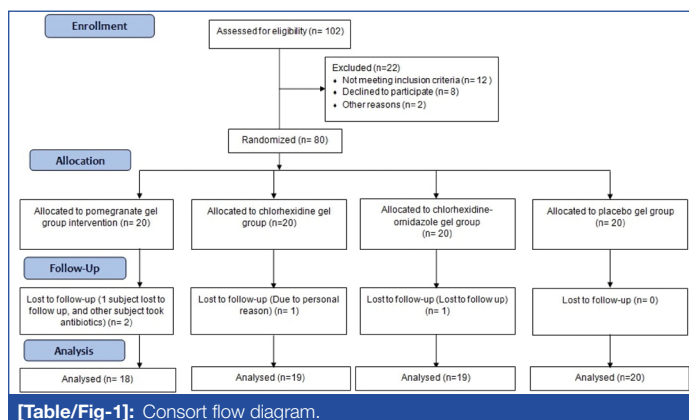 Enrollment
Assessed for eligibility (n= 102)
Excluded (n=22)
♦ Not meeting inclusion criteria (n= 12 )
♦ Declined to participate (n= 8)
♦ Other reasons (n= 2)
Randomized (n= 80)
Allocation
Allocated to pomegranate gel
group intervention (n= 20)
Allocated to chlorhexidine gel
group (n=20)
Allocated to chlorhexidine-
ornidazole gel group
(n= 20)
Allocated to placebo gel group
(n= 20)
Follow-Up
Lost to follow-up (1 subject lost to
follow up, and other subject took
antibiotics) (n= 2)
Lost to follow-up (Due to personal
reason) (n= 1)
Lost to follow-up (Lost to follow up)
(n= 1)
Lost to follow-up (n= 0)
Analysis
Analysed (n= 18)
Analysed (n=19)
Analysed (n=19)
Analysed (n=20)
[Table/Fig-1]: Consort flow diagram.